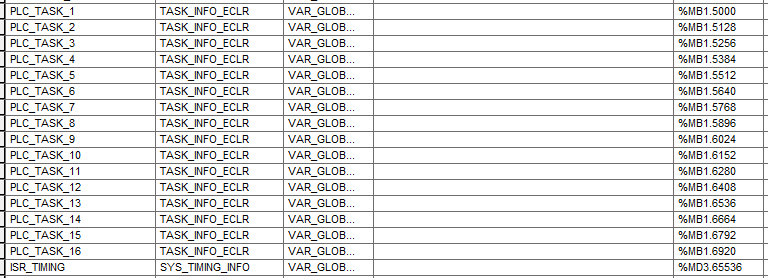 PLC_TASK_1 TASK_INFO_ECLR VAR_GLOB... %MB1.5000
PLC_TASK_2 TASK_INFO_ECLR VAR_GLOB... %MB1.5128
PLC_TASK_3 TASK_INFO_ECLR VAR_GLOB... %MB1.5256
PLC_TASK_4 TASK_INFO_ECLR VAR_GLOB... %MB1.5384
PLC_TASK_5 TASK_INFO_ECLR VAR_GLOB... %MB1.5512
PLC_TASK_6 TASK_INFO_ECLR VAR_GLOB... %MB1.5640
PLC_TASK_7 TASK_INFO_ECLR VAR_GLOB... %MB1.5768
PLC_TASK_8 TASK_INFO_ECLR VAR_GLOB... %MB1.5896
PLC_TASK_9 TASK_INFO_ECLR VAR_GLOB... %MB1.6024
PLC_TASK_10 TASK_INFO_ECLR VAR_GLOB... %MB1.6152
PLC_TASK_11 TASK_INFO_ECLR VAR_GLOB... %MB1.6280
PLC_TASK_12 TASK_INFO_ECLR VAR_GLOB... %MB1.6408
PLC_TASK_13 TASK_INFO_ECLR VAR_GLOB... %MB1.6536
PLC_TASK_14 TASK_INFO_ECLR VAR_GLOB... %MB1.6664
PLC_TASK_15 TASK_INFO_ECLR VAR_GLOB... %MB1.6792
PLC_TASK_16 TASK_INFO_ECLR VAR_GLOB... %MB1.6920
ISR_TIMING SYS_TIMING_INFO VAR_GLOB... %MD3.65536